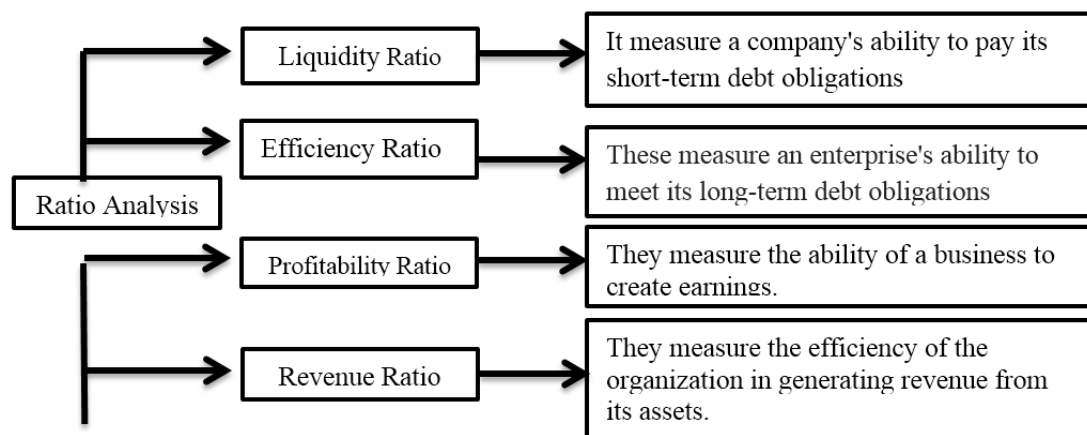 Liquidity Ratio
It measure a company's ability to pay its
short-term debt obligations
Efficiency Ratio
These measure an enterprise's ability to
meet its long-term debt obligations
Ratio Analysis
Profitability Ratio
They measure the ability of a business to
create earnings.
Revenue Ratio
They measure the efficiency of the
organization in generating revenue from
its assets.